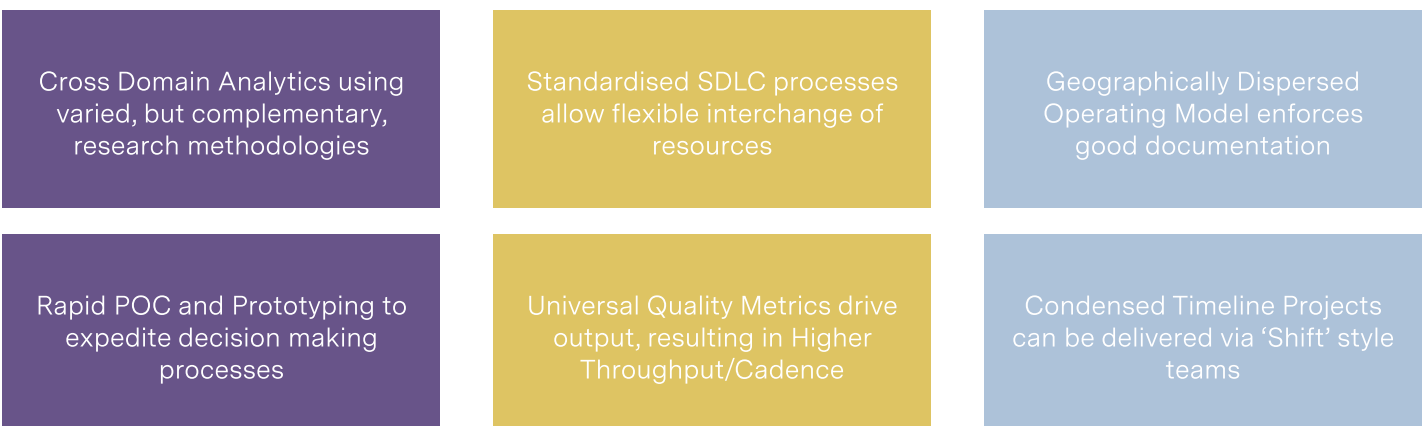 Cross Domain Analytics using
varied, but complementary,
research methodologies
Standardised SDLC processes
allow flexible interchange of
resources
Geographically Dispersed
Operating Model enforces
good documentation
Rapid POC and Prototyping to
expedite decision making
processes
Universal Quality Metrics drive
output, resulting in Higher
Throughput/Cadence
Condensed Timeline Projects
can be delivered via ‘Shift’ style
teams